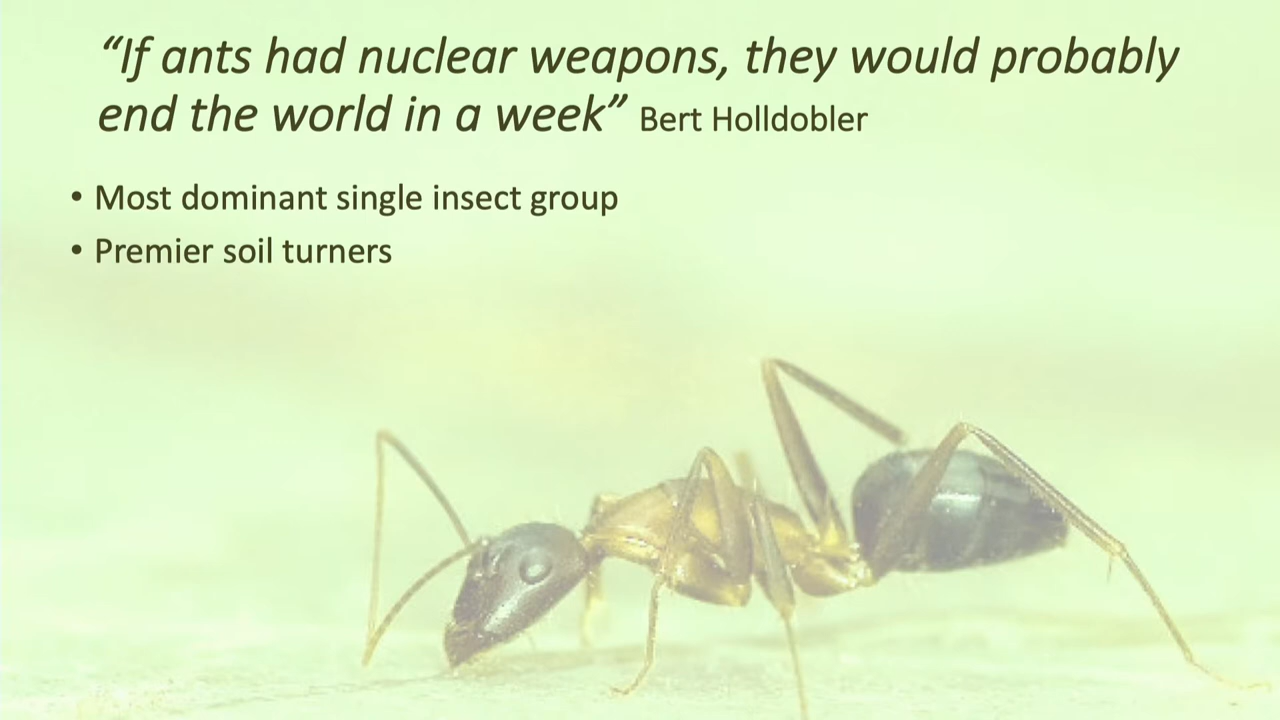 “If ants had nuclear weapons, they would probably
end the world in a week” Bert Holldobler
• Most dominant single insect group
• Premier soil turners